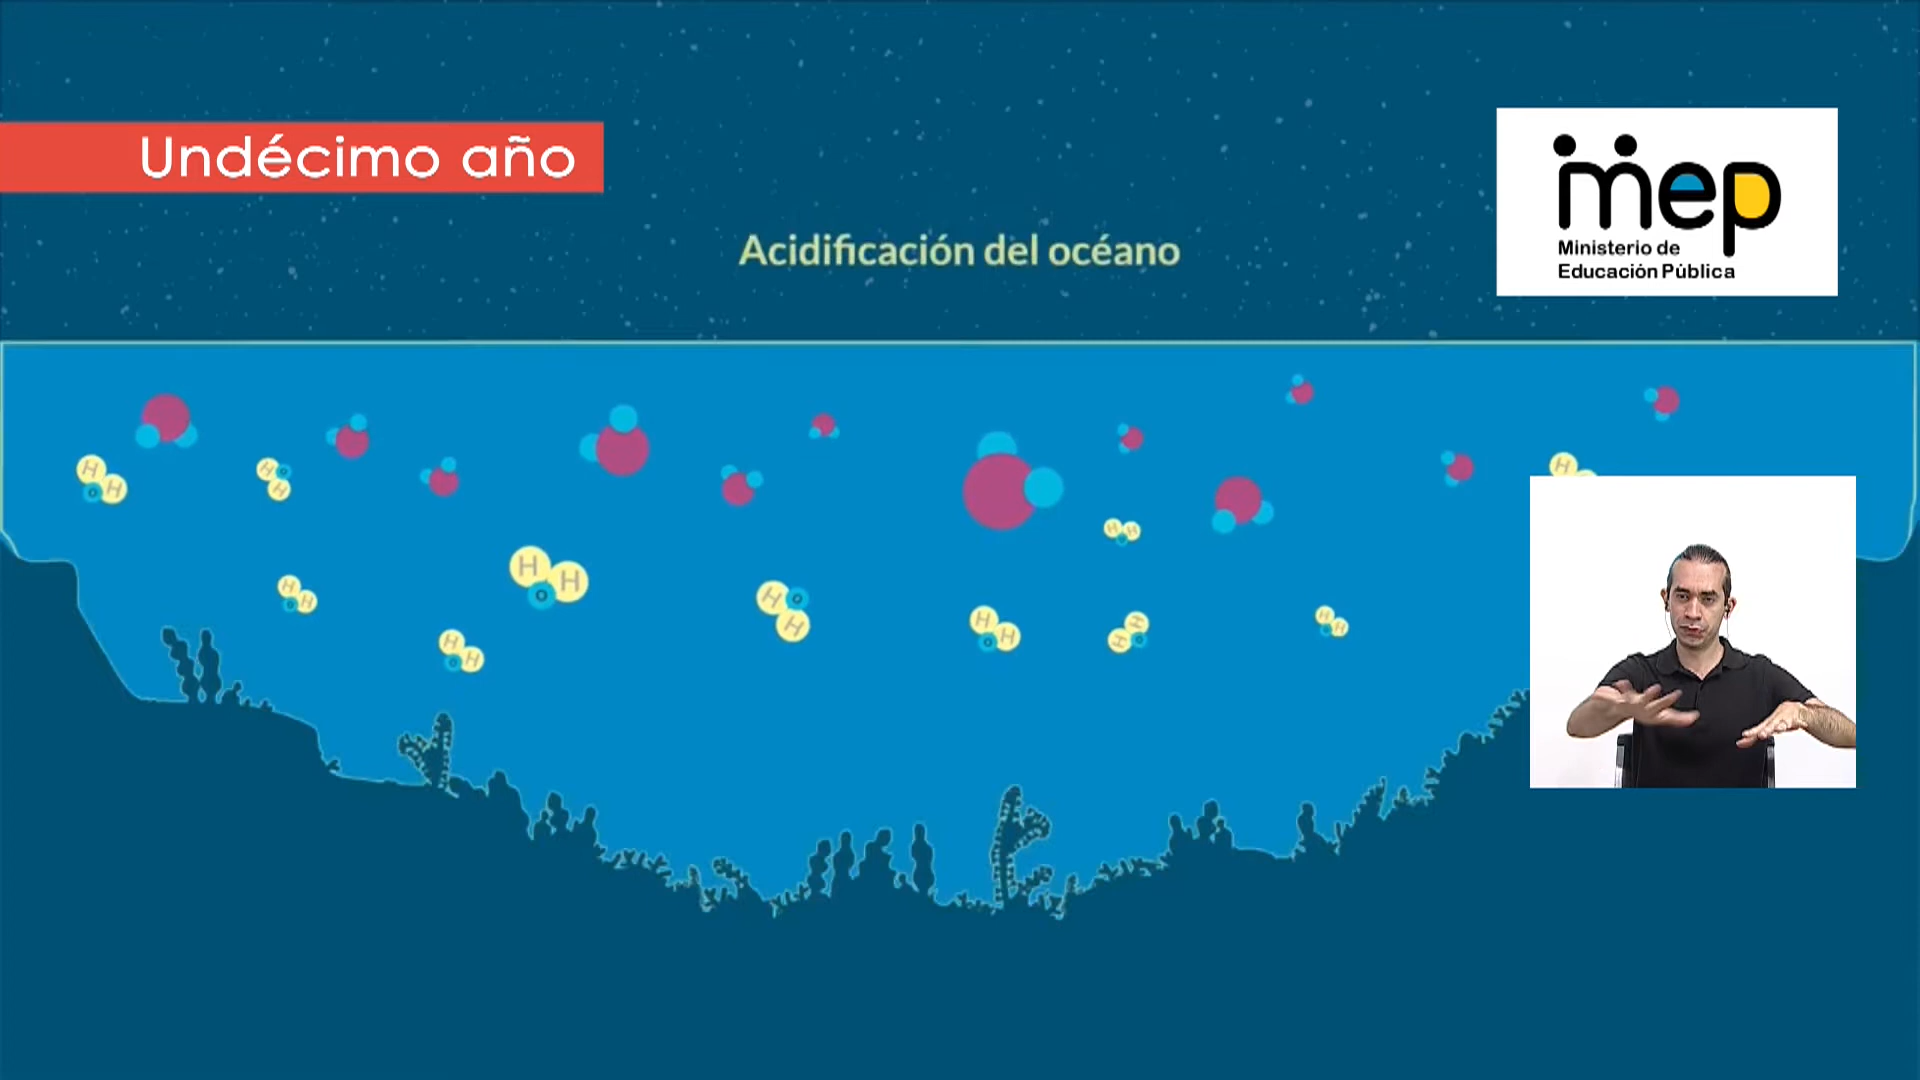 Undécimo año
mep
Ministerio de
Educación Pública
Acidificación del océano
H
H
O
H
O
H
H
H
O
H
H
O
H
H
O
H
O
H
H
H
O
H
H
O
H
H
O
H
H
O
H